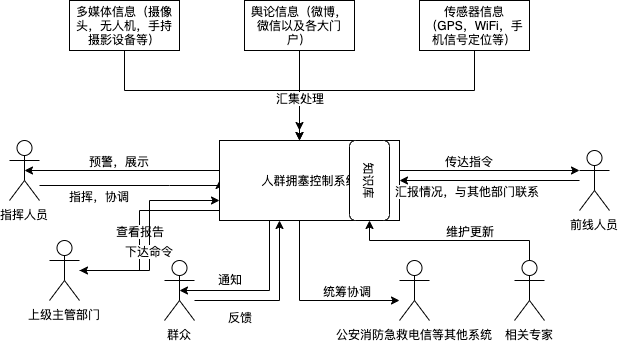 多媒体信息（摄像
头，无人机，手持
摄影设备等）
舆论信息（微博，
微信以及各大门
户）
传感器信息
（GPS，WiFi，手
机信号定位等）
汇集处理
人群拥塞控制系统
知识库
预警，展示
指挥，协调
指挥人员
传达指令
汇报情况，与其他部门联系
前线人员
查看报告
下达命令
上级主管部门
通知
反馈
群众
统筹协调
公安消防急救电信等其他系统
维护更新
相关专家